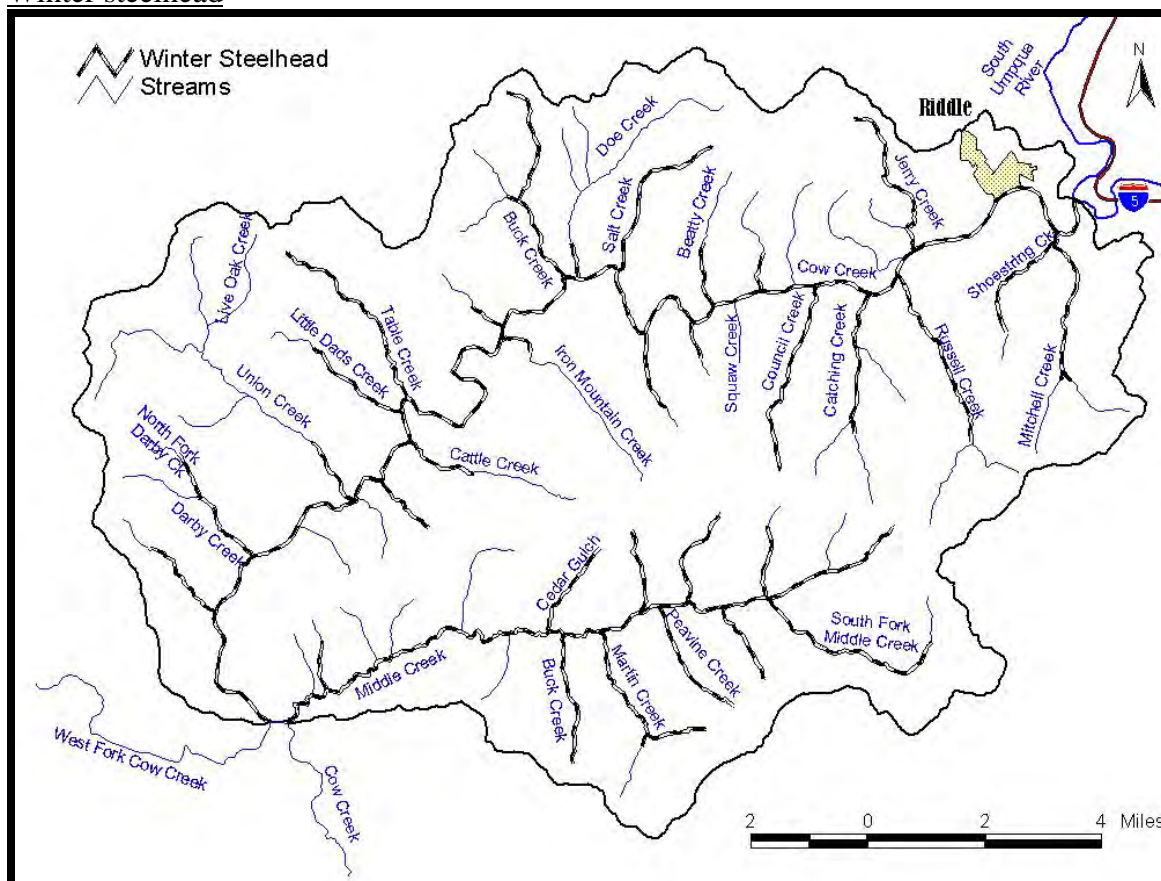 Winter steelhead
Winter Steelhead
Streams
South
Umpqua
River
N
Riddle
5
Doe Creek
Jerry Creek
Salt Creek
Beatty Creek
Buck Creek
Live Oak Creek
Shoestring Ck
Cow Creek
Table Creek
Little Dads Creek
Union Creek
Iron Mountain Creek
Squaw Creek
Council Creek
Catching Creek
Russell Creek
Mitchell Creek
North Fork
Darby Ck
Cattle Creek
Darby Creek
Cedar Gulch
South Fork
Middle Creek
Peavine Creek
Middle Creek
Buck Creek
Martin Creek
West Fork Cow Creek
Cow Creek
2 0 2 4 Miles